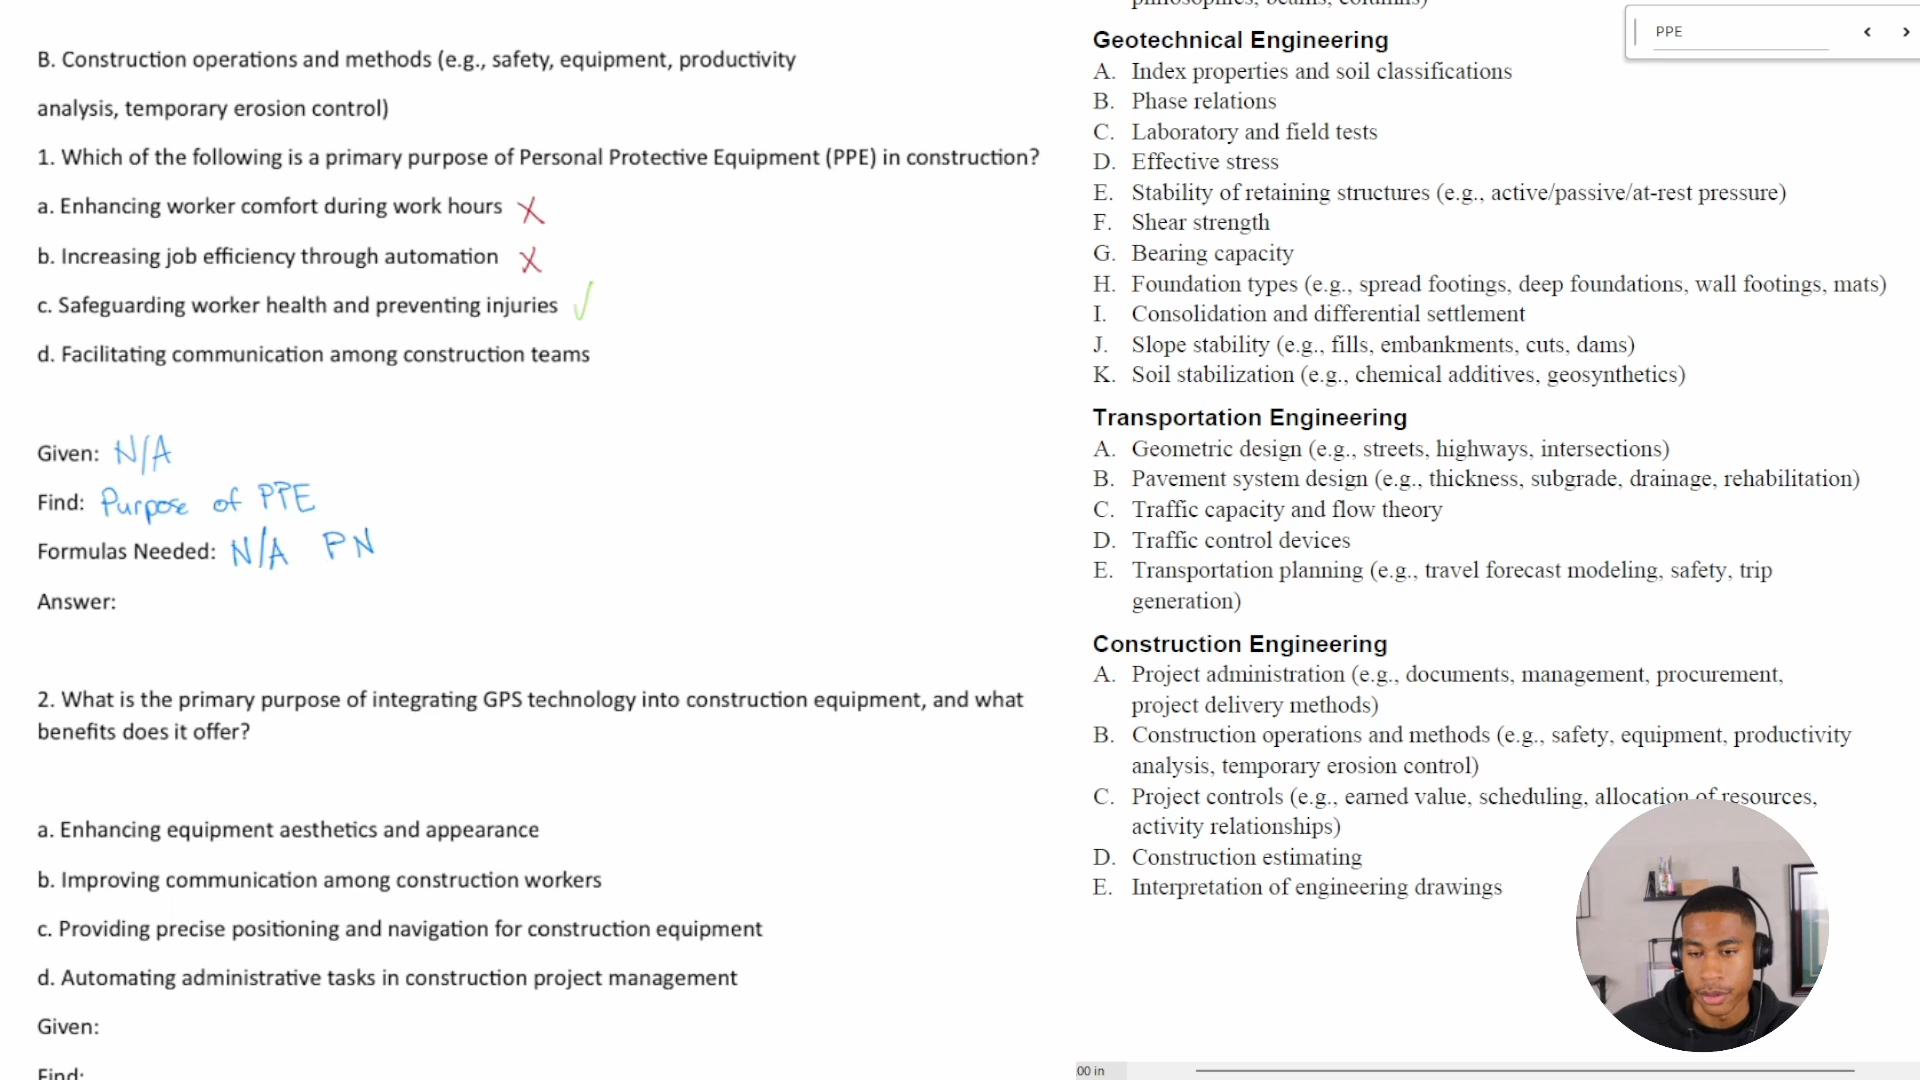 B. Construction operations and methods (e.g., safety, equipment, productivity
analysis, temporary erosion control)
1. Which of the following is a primary purpose of Personal Protective Equipment (PPE) in construction?
a. Enhancing worker comfort during work hours X
b. Increasing job efficiency through automation X
c. Safeguarding worker health and preventing injuries ✓
d. Facilitating communication among construction teams
Given: N/A
Find: Purpose of PPE
Formulas Needed: N/A PN
Answer:
2. What is the primary purpose of integrating GPS technology into construction equipment, and what
benefits does it offer?
a. Enhancing equipment aesthetics and appearance
b. Improving communication among construction workers
c. Providing precise positioning and navigation for construction equipment
d. Automating administrative tasks in construction project management
Given:
Find:
PPE
Geotechnical Engineering
A. Index properties and soil classifications
B. Phase relations
C. Laboratory and field tests
D. Effective stress
E. Stability of retaining structures (e.g., active/passive/at-rest pressure)
F. Shear strength
G. Bearing capacity
H. Foundation types (e.g., spread footings, deep foundations, wall footings, mats)
I. Consolidation and differential settlement
J. Slope stability (e.g., fills, embankments, cuts, dams)
K. Soil stabilization (e.g., chemical additives, geosynthetics)
Transportation Engineering
A. Geometric design (e.g., streets, highways, intersections)
B. Pavement system design (e.g., thickness, subgrade, drainage, rehabilitation)
C. Traffic capacity and flow theory
D. Traffic control devices
E. Transportation planning (e.g., travel forecast modeling, safety, trip
generation)
Construction Engineering
A. Project administration (e.g., documents, management, procurement,
project delivery methods)
B. Construction operations and methods (e.g., safety, equipment, productivity
analysis, temporary erosion control)
C. Project controls (e.g., earned value, scheduling, allocation of resources,
activity relationships)
D. Construction estimating
E. Interpretation of engineering drawings
00 in